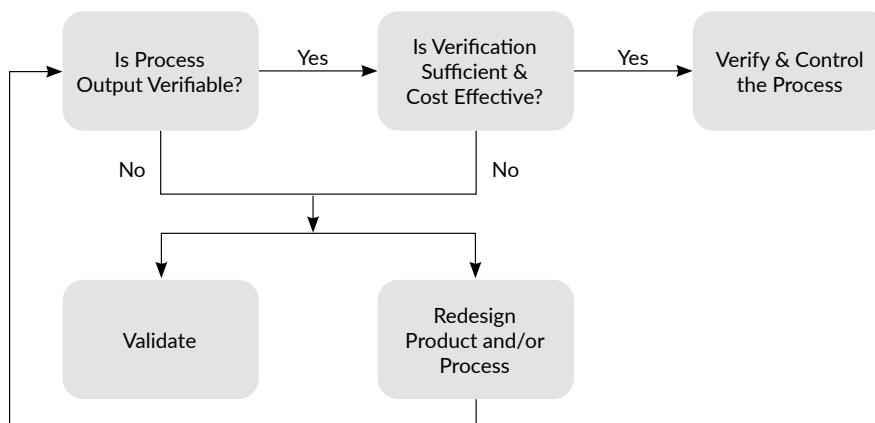 Is Process
Output Verifiable?
Yes
Is Verification
Sufficient &
Cost Effective?
Yes
Verify & Control
the Process
No
No
Validate
Redesign
Product and/or
Process